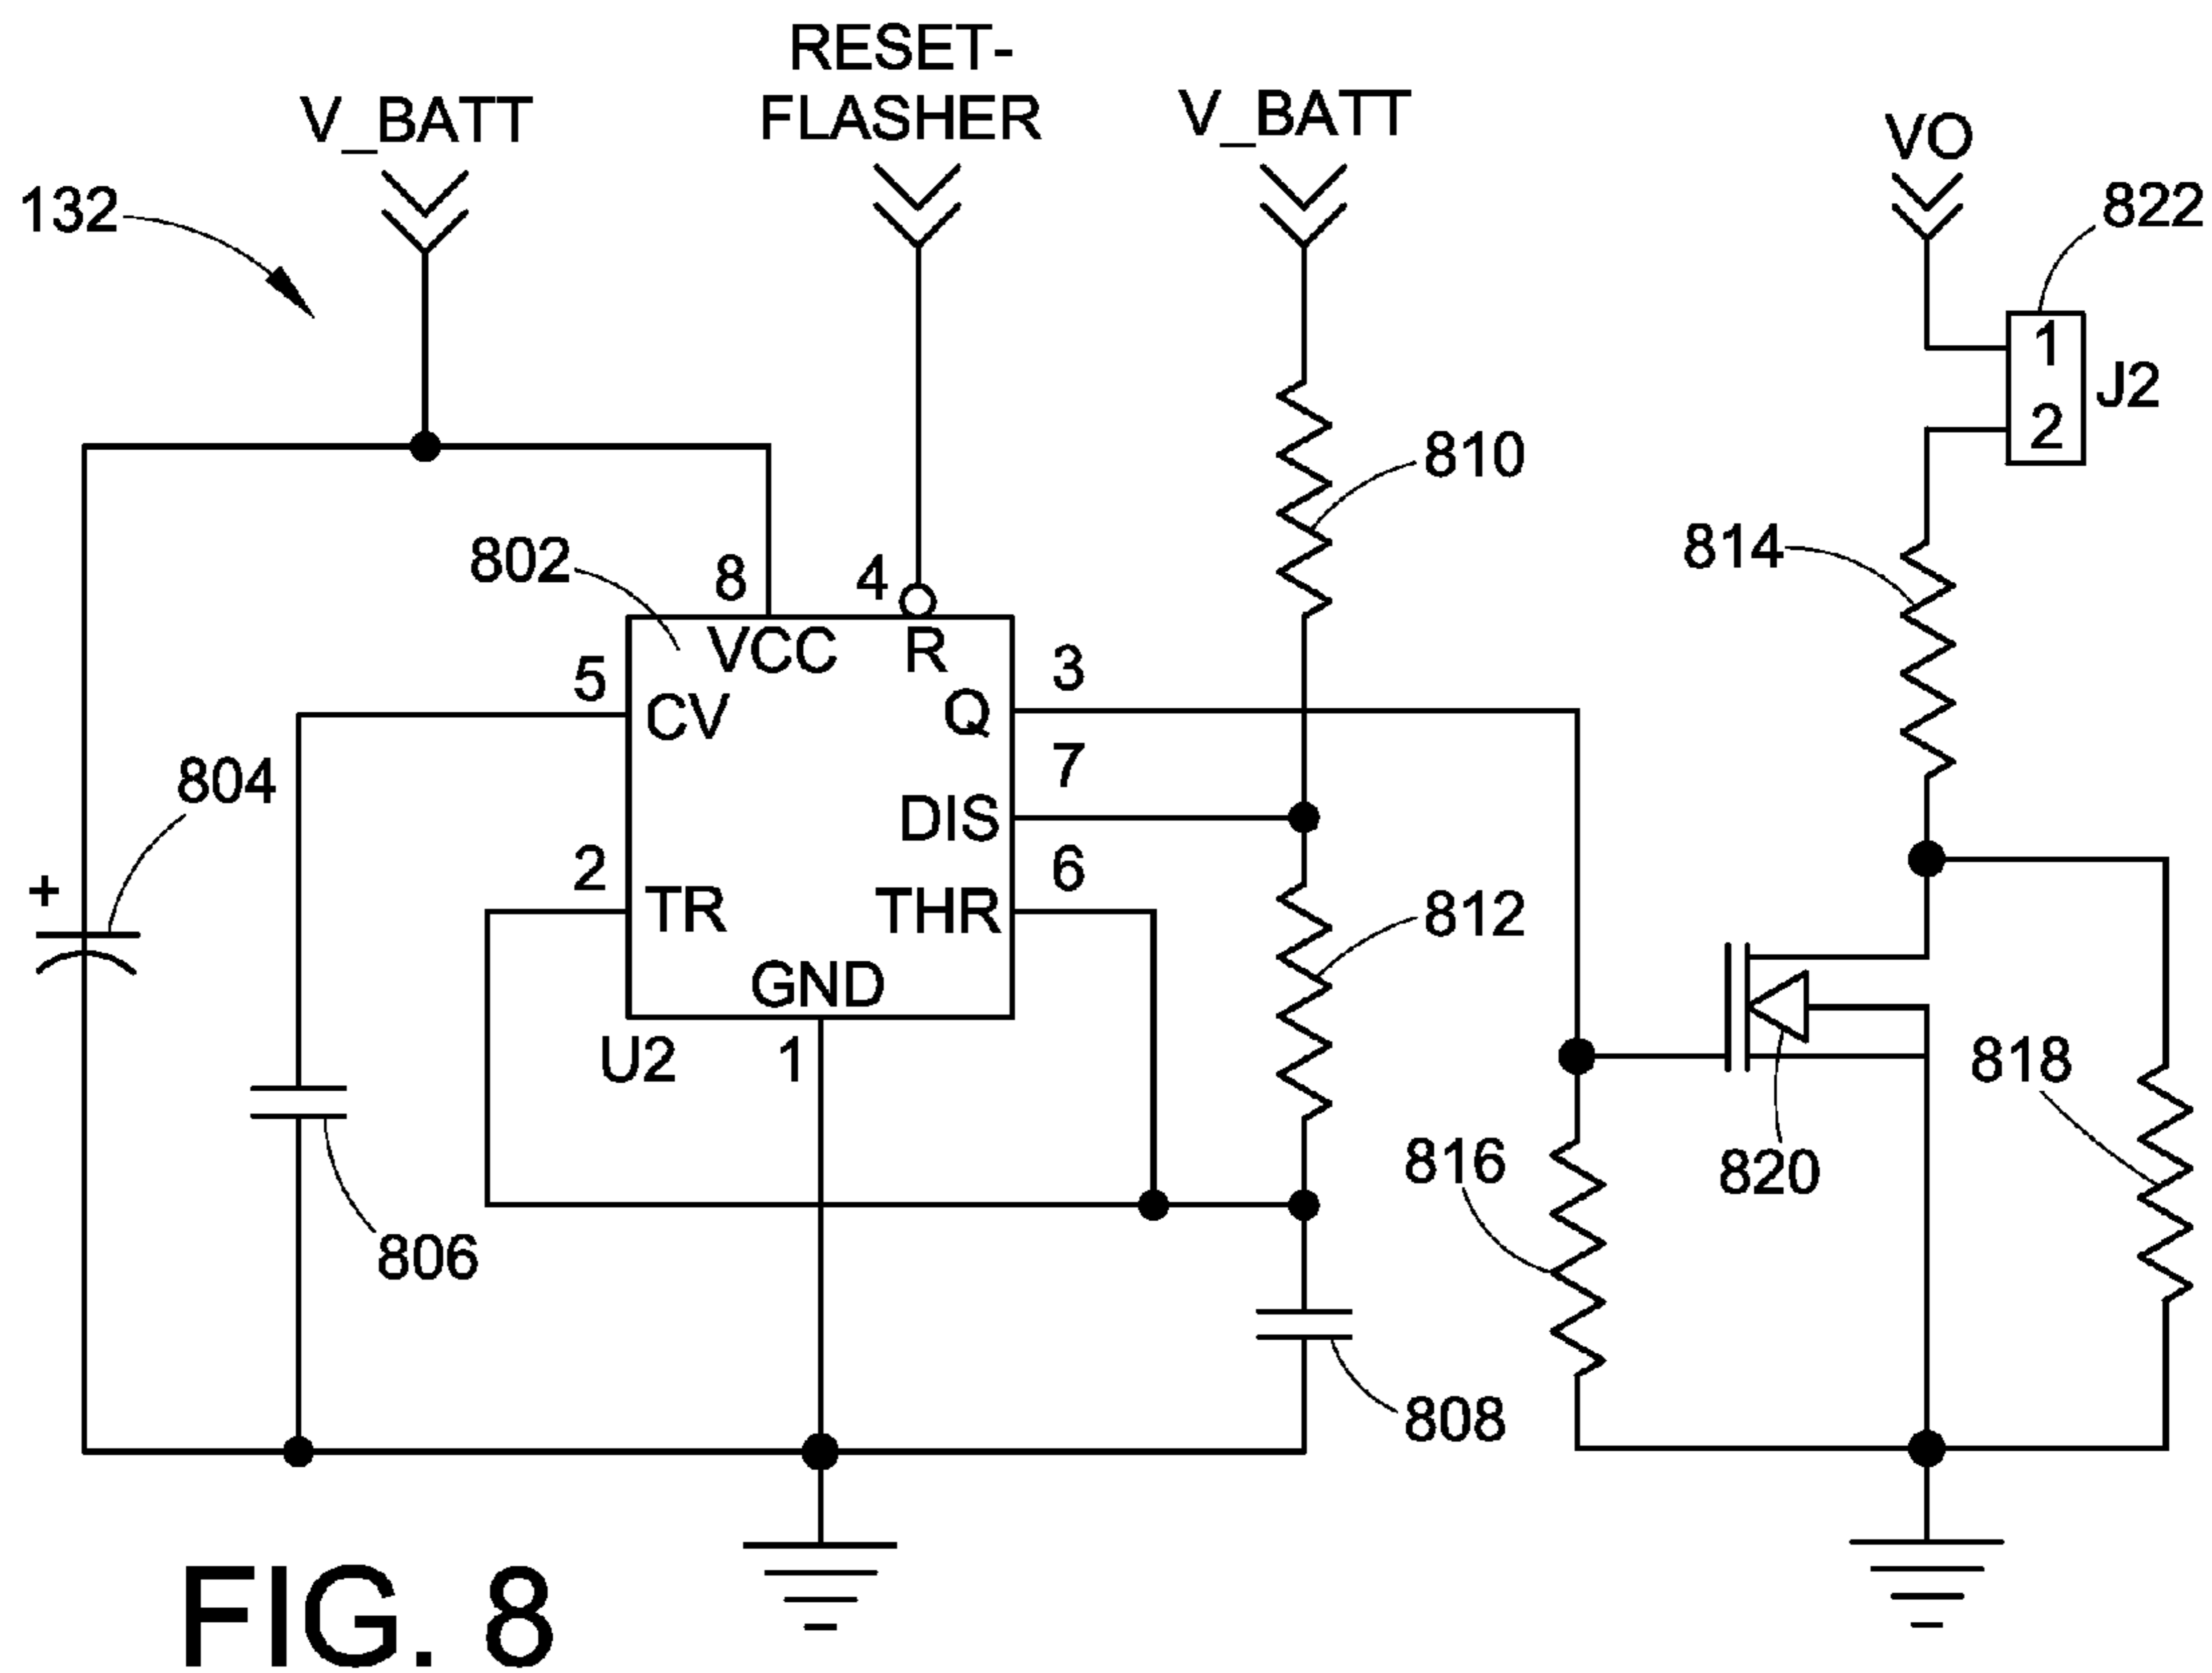 RESET-
FLASHER
V_BATT
V_BATT
VO
132
822
1
J2
2
810
814
802
8
4
VCC
R
5
CV
3
Q
7
DIS
804
+
2
TR
6
THR
812
GND
U2
1
818
816
820
806
808
FIG. 8